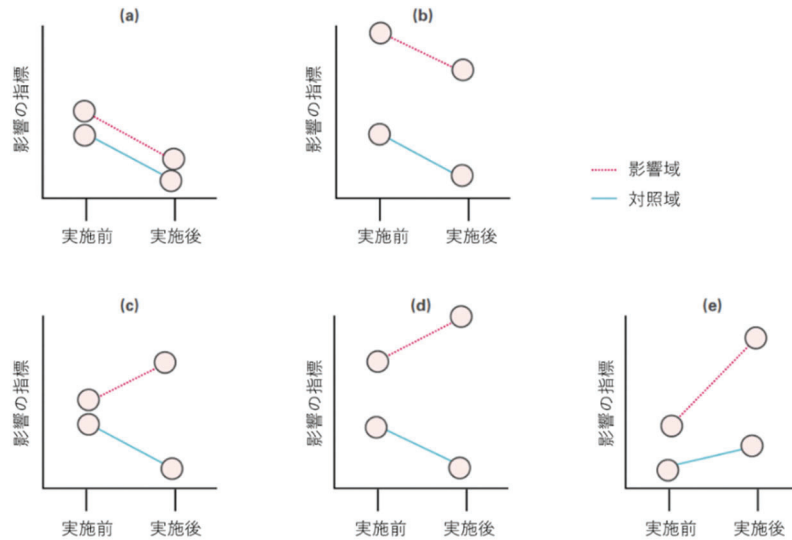 (a)
影響の指標
実施前
実施後
(b)
影響の指標
実施前
実施後
影響域
対照域
(c)
影響の指標
実施前
実施後
(d)
影響の指標
実施前
実施後
(e)
影響の指標
実施前
実施後